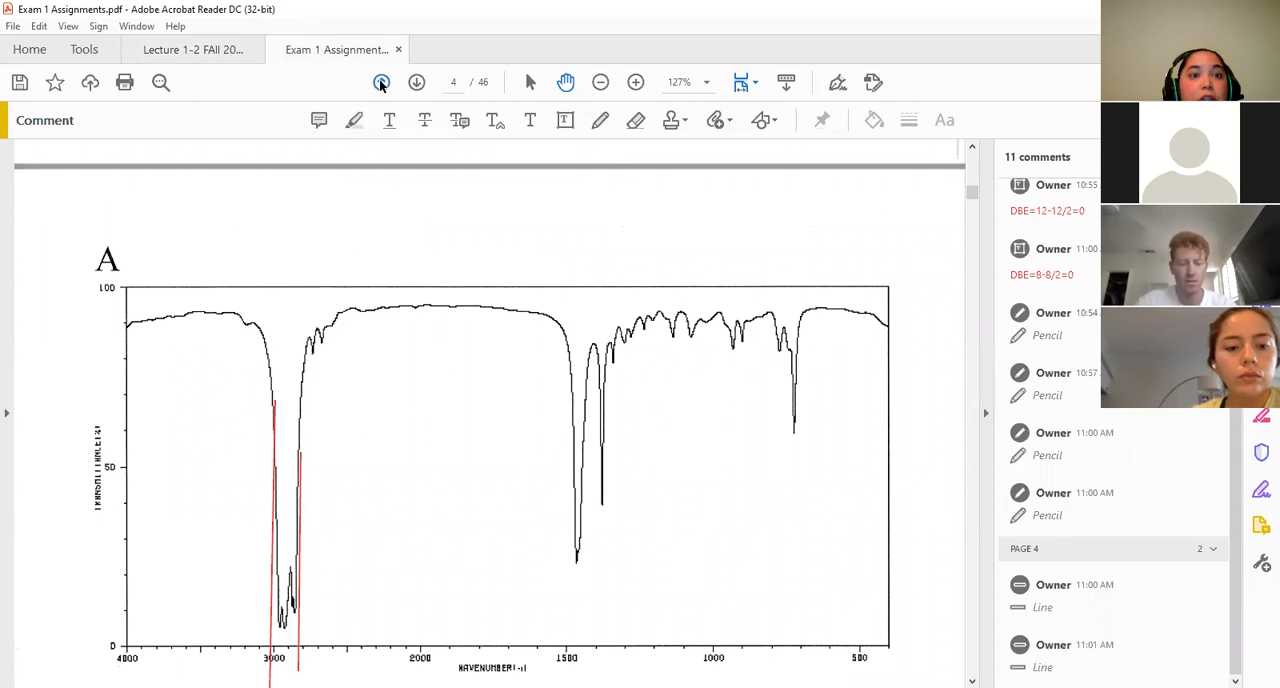 Exam 1 Assignments.pdf - Adobe Acrobat Reader DC (32-bit)
File Edit View Sign Window Help
Home Tools Lecture 1-2 FAll 20... Exam 1 Assignment... ×
4 / 46 127%
Comment
T T T T T T Aa
11 comments
Owner 10:55
DBE=12-12/2=0
Owner 11:00
DBE=8-8/2=0
Owner 10:54
Pencil
Owner 10:57
Pencil
Owner 11:00 AM
Pencil
Owner 11:00 AM
Pencil
PAGE 4 2
Owner 11:00 AM
Line
Owner 11:01 AM
Line
A
100
50
0
4000 3000 2000 1500 1000 500